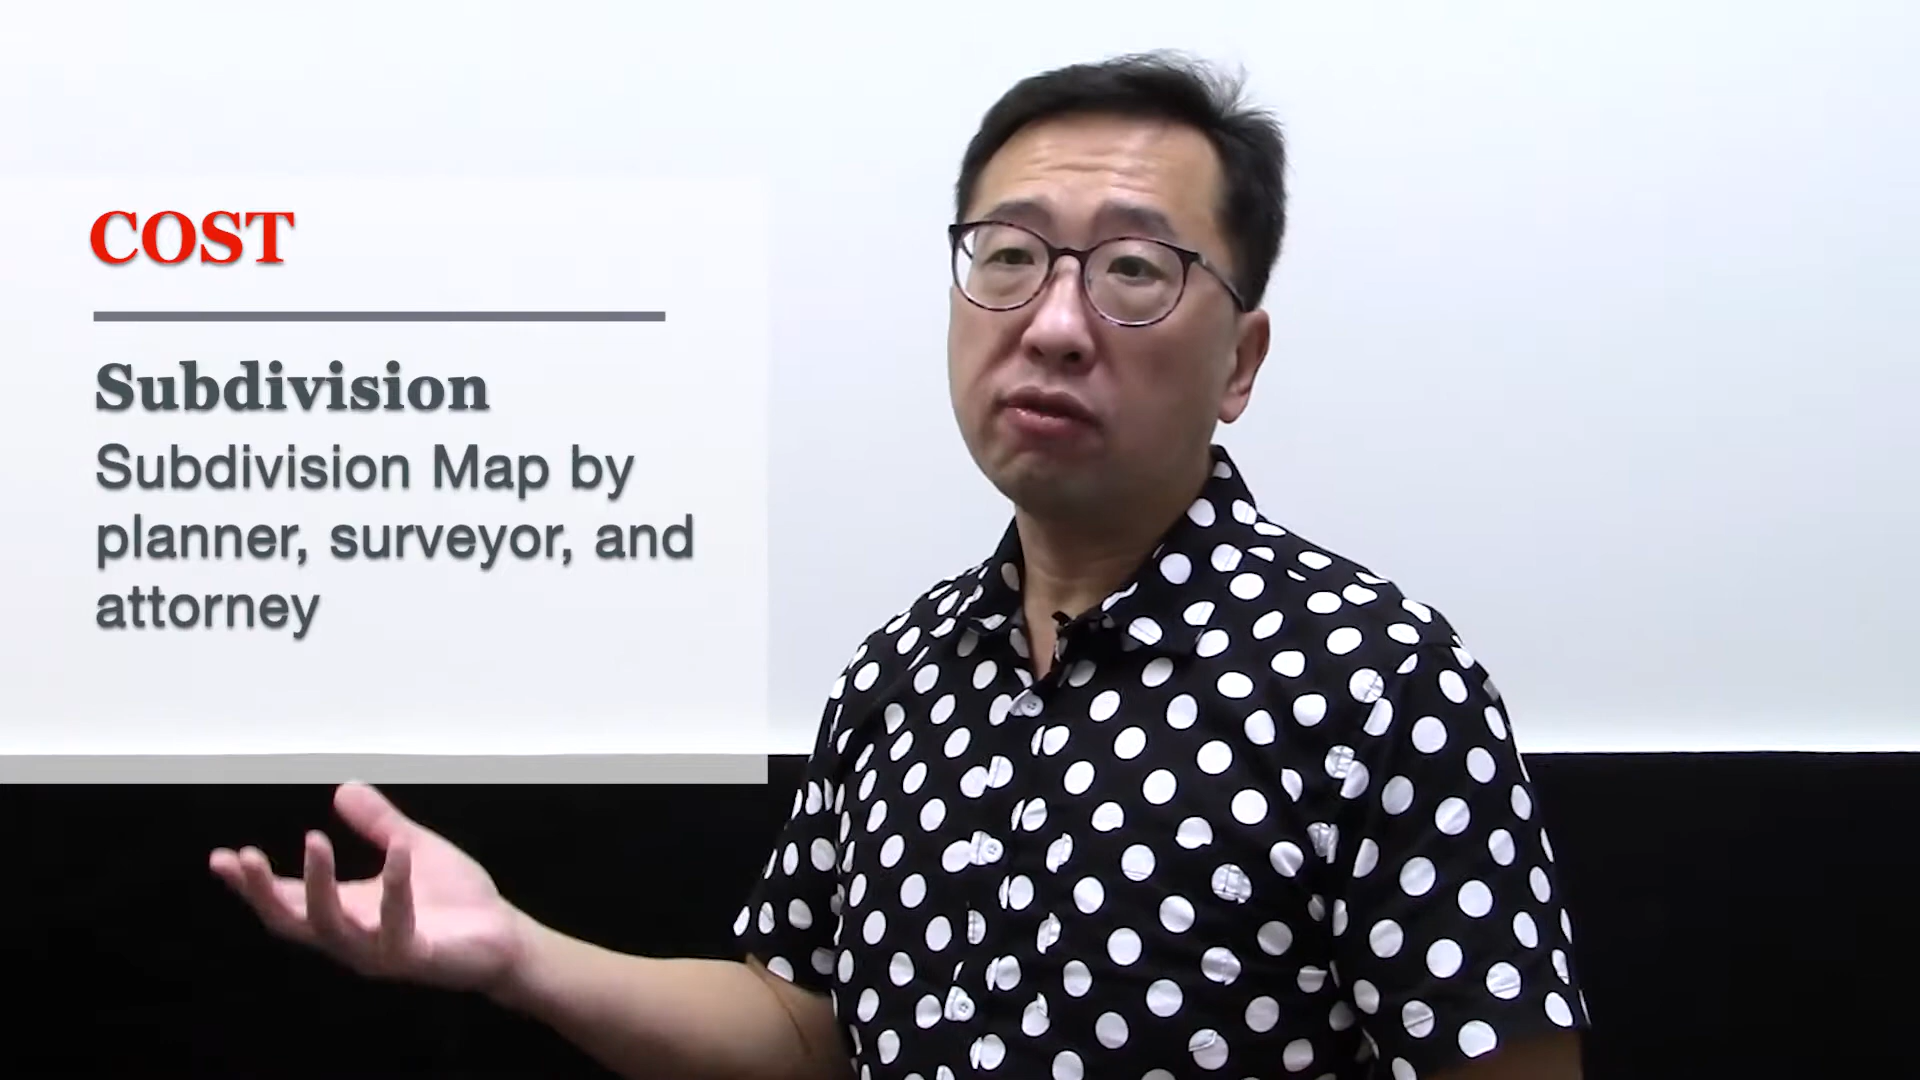 COST
Subdivision
Subdivision Map by
planner, surveyor, and
attorney